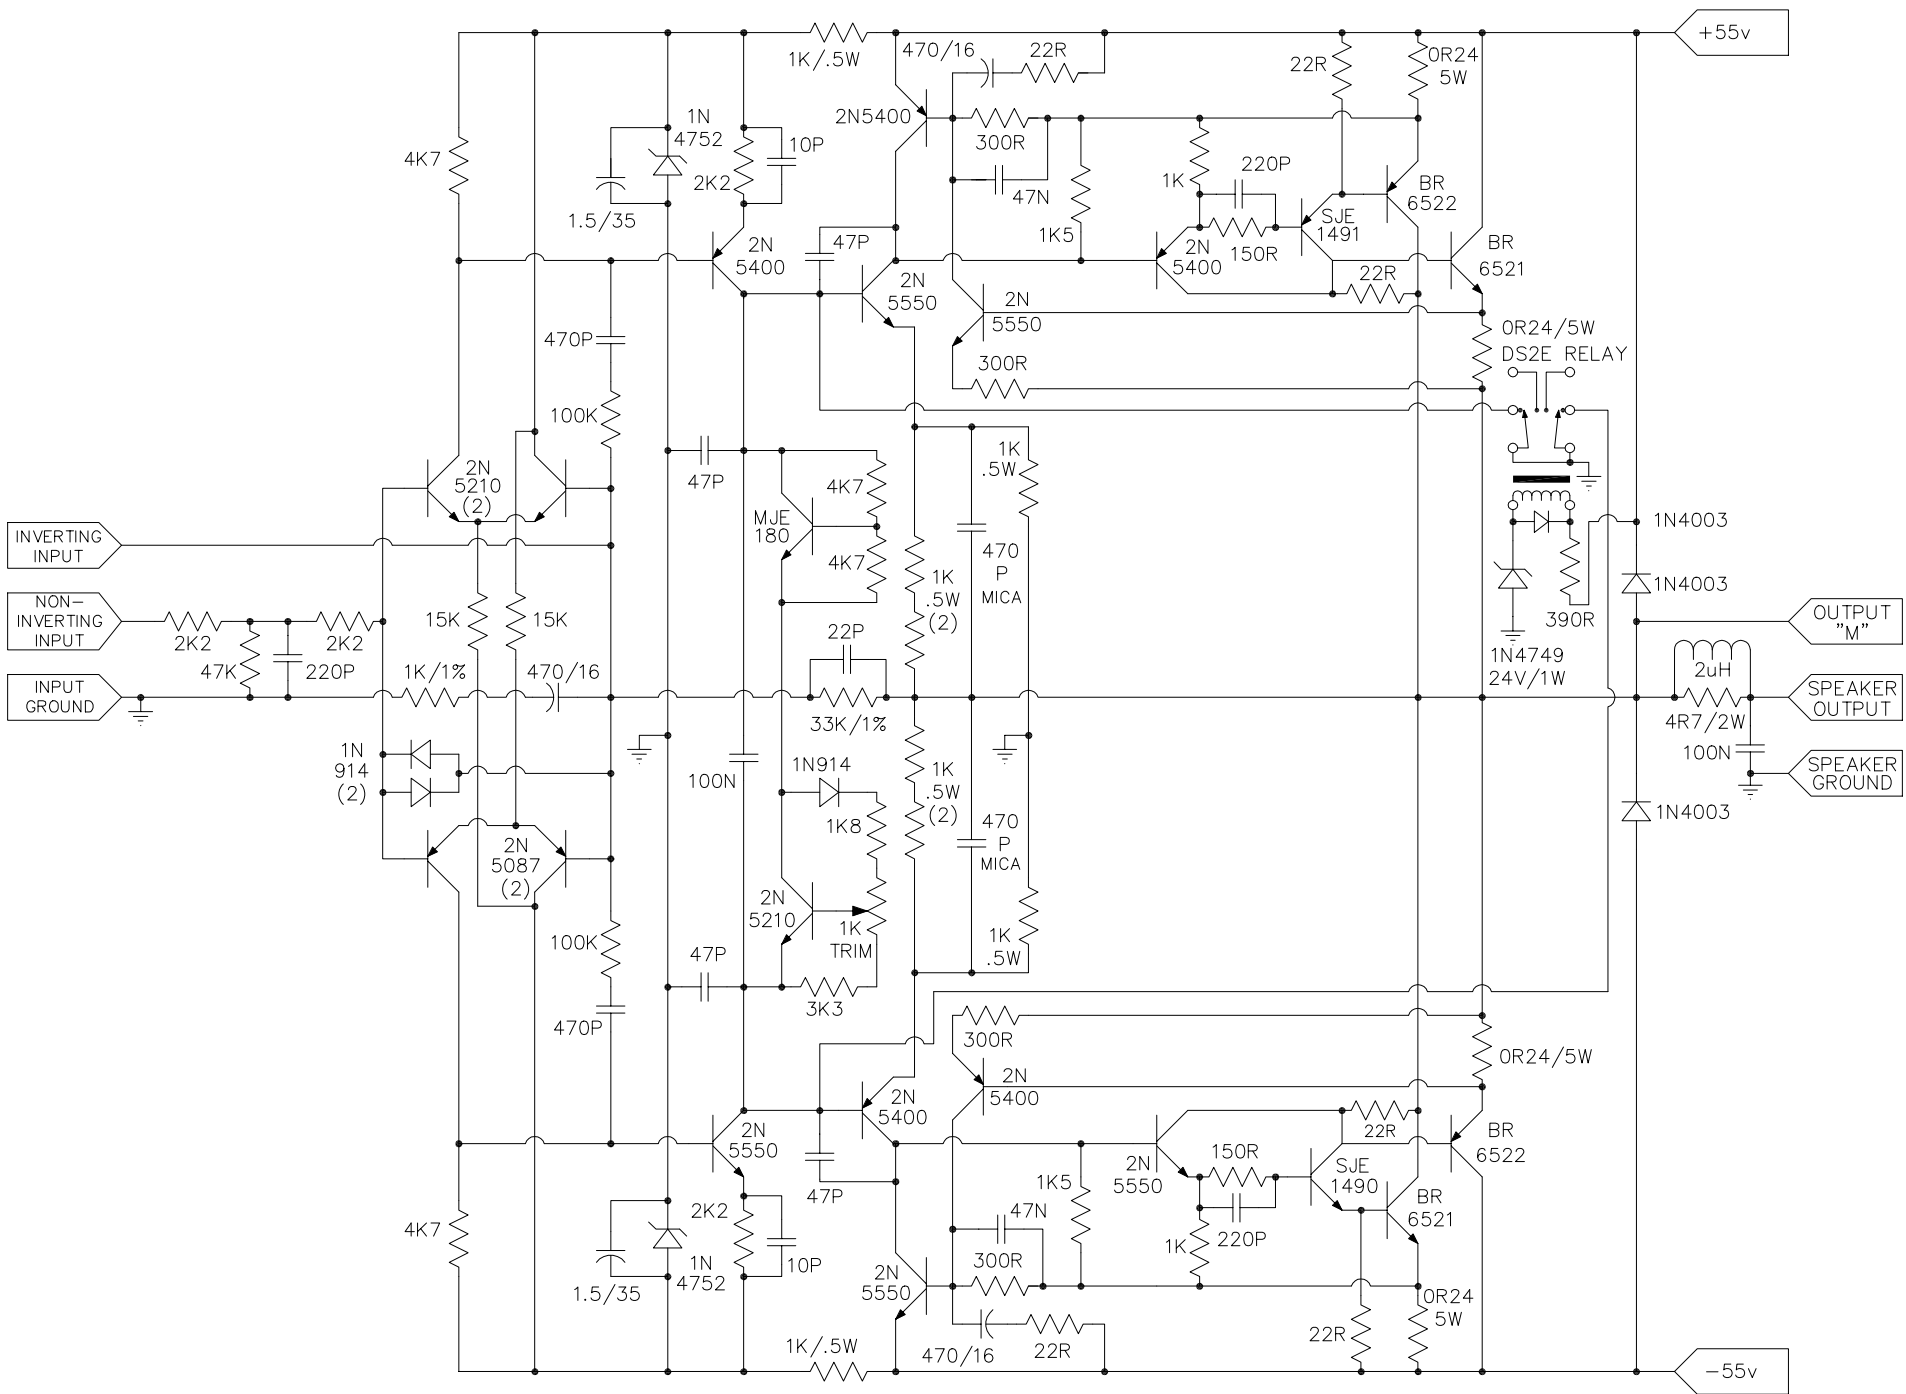 +55v
1K/.5W
470/16
22R
22R
0R24
5W
1N
4752
10P
2N5400
300R
4K7
2K2
47N
1K
220P
BR
6522
1.5/35
2N
5400
47P
1K5
2N
5400
150R
SJE
1491
BR
6521
22R
2N
5550
2N
5550
470P
0R24/5W
DS2E RELAY
300R
100K
2N
5210
(2)
47P
4K7
1K
.5W
MJE
180
4K7
470
P
MICA
1K
.5W
(2)
1N4003
1N4003
INVERTING
INPUT
NON-
INVERTING
INPUT
2K2
47K
220P
2K2
15K
15K
22P
390R
OUTPUT
"M"
1N4749
24V/1W
2uH
INPUT
GROUND
1K/1%
470/16
33K/1%
4R7/2W
SPEAKER
OUTPUT
100N
SPEAKER
GROUND
1N
914
(2)
100N
1N914
1K
.5W
(2)
1K8
470
P
MICA
1N4003
2N
5087
(2)
2N
5210
1K
TRIM
1K
.5W
100K
47P
3K3
470P
300R
0R24/5W
2N
5400
2N
5400
22R
BR
6522
2N
5550
47P
2N
5550
150R
SJE
1490
1K5
BR
6521
4K7
2K2
47N
1K
220P
1N
4752
10P
300R
2N
5550
1.5/35
0R24
5W
22R
1K/.5W
470/16
22R
-55v